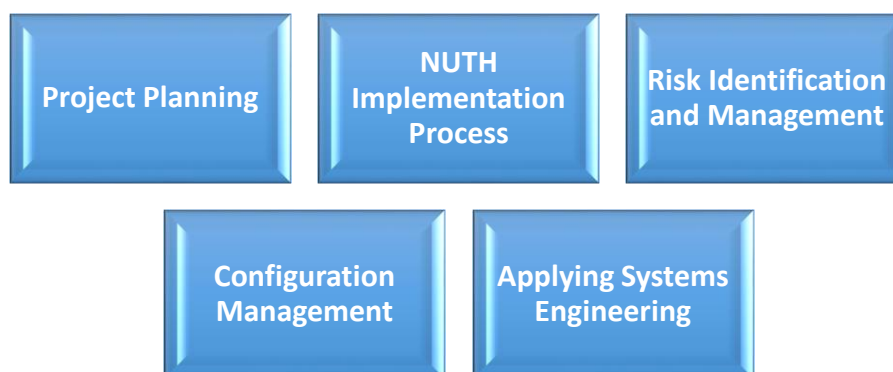 Project Planning
NUTH
Implementation
Process
Risk Identification
and Management
Configuration
Management
Applying Systems
Engineering